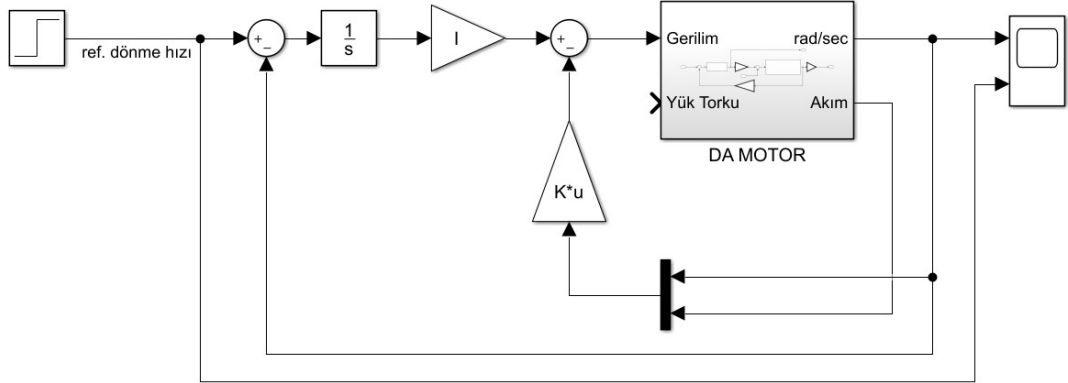 ref. dönme hızı
+
−
1
s
I
+
−
Gerilim
rad/sec
Yük Torku
Akım
DA MOTOR
K*u